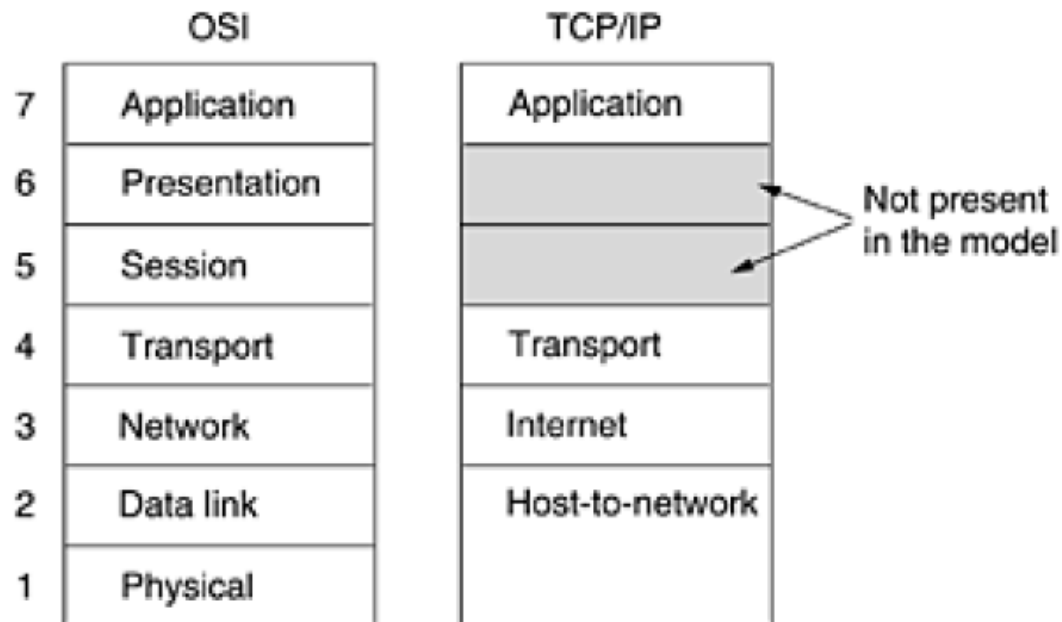 OSI TCP/IP
7 Application Application
6 Presentation
5 Session
Not present
in the model
4 Transport Transport
3 Network Internet
2 Data link Host-to-network
1 Physical